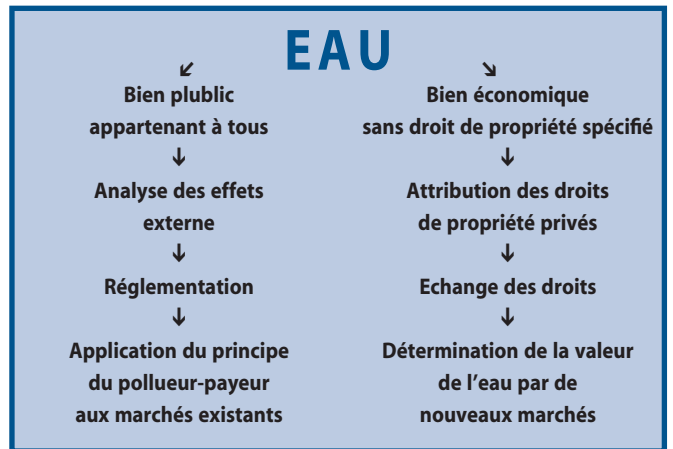 EAU
↙
Bien plublic
appartenant à tous
↓
Analyse des effets
externe
↓
Réglementation
↓
Application du principe
du pollueur-payeur
aux marchés existants
↘
Bien économique
sans droit de propriété spécifié
↓
Attribution des droits
de propriété privés
↓
Echange des droits
↓
Détermination de la valeur
de l’eau par de
nouveaux marchés